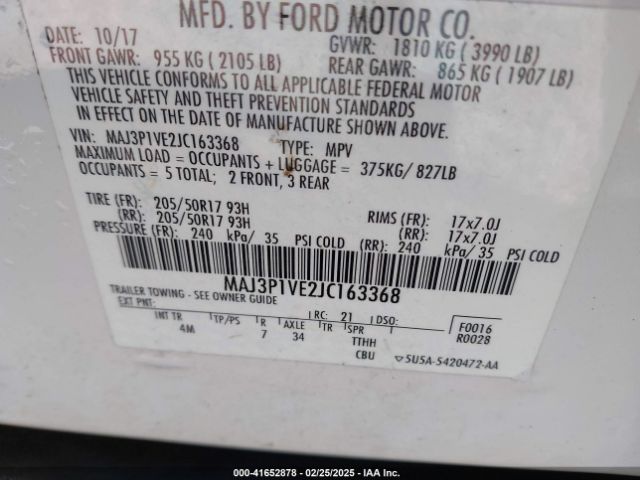 MFD. BY FORD MOTOR CO.
DATE: 10/17 GVWR: 1810 KG ( 3990 LB)
FRONT GAWR: 955 KG ( 2105 LB) REAR GAWR: 865 KG ( 1907 LB)
THIS VEHICLE CONFORMS TO ALL APPLICABLE FEDERAL MOTOR
VEHICLE SAFETY AND THEFT PREVENTION STANDARDS
IN EFFECT ON THE DATE OF MANUFACTURE SHOWN ABOVE.
VIN: MAJ3P1VE2JC163368 TYPE: MPV
MAXIMUM LOAD = OCCUPANTS + LUGGAGE = 375KG/ 827LB
OCCUPANTS = 5 TOTAL; 2 FRONT, 3 REAR
TIRE (FR): 205/50R17 93H RIMS (FR): 17x7.0J
(RR): 205/50R17 93H (RR): 17x7.0J
PRESSURE (FR): 240 kPa/ 35 PSI COLD (RR): 240 kPa/ 35 PSI COLD
MAJ3P1VE2JC163368
TRAILER TOWING - SEE OWNER GUIDE
EXT PNT: RC: 21 DSO: F0016
INT TR TP/PS R AXLE TR SPR R0028
4M 7 34 TTHH
CBU 5U5A-5420472-AA
000-41652878 - 02/25/2025 - IAA Inc.